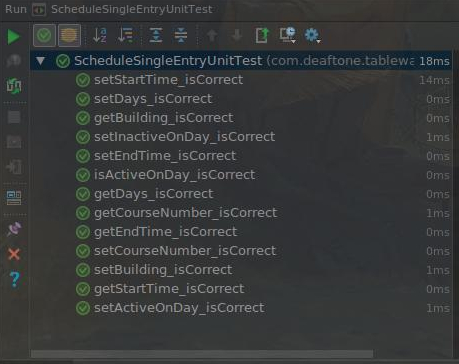 Run ScheduleSingleEntryUnitTest
ScheduleSingleEntryUnitTest (com.deaftone.tablewa 18ms
setStartTime_isCorrect 14ms
setDays_isCorrect 0ms
getBuilding_isCorrect 0ms
setInactiveOnDay_isCorrect 1ms
setEndTime_isCorrect 0ms
isActiveOnDay_isCorrect 0ms
getDays_isCorrect 0ms
getCourseNumber_isCorrect 1ms
getEndTime_isCorrect 0ms
setCourseNumber_isCorrect 0ms
setBuilding_isCorrect 1ms
getStartTime_isCorrect 0ms
setActiveOnDay_isCorrect 1ms